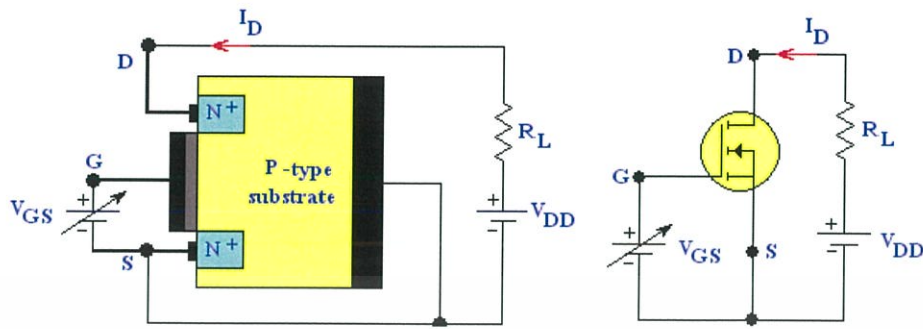 I_D
D
N+
G
P -type
substrate
R_L
+
V_GS
-
+
V_DD
-
S
N+
I_D
D
R_L
G
+
V_GS
-
+
V_DD
-
S